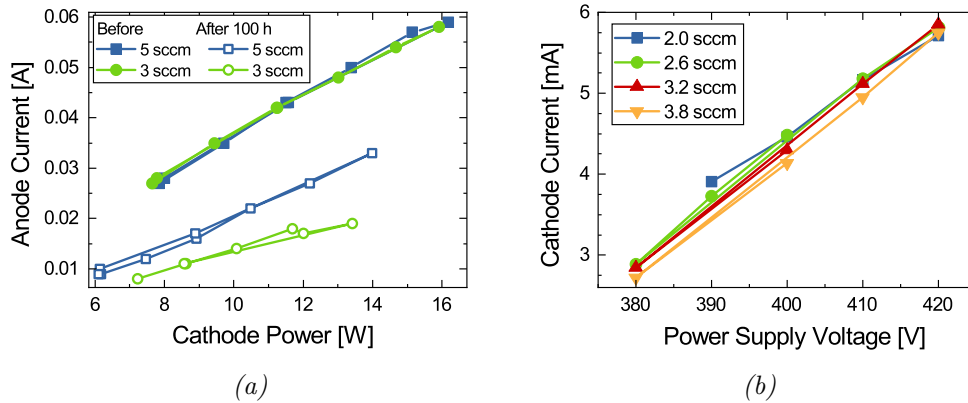 0.06
0.05
0.04
0.03
0.02
0.01
Anode Current [A]
Before After 100 h
5 sccm 5 sccm
3 sccm 3 sccm
6 8 10 12 14 16
Cathode Power [W]
(a)
6
5
4
3
Cathode Current [mA]
2.0 sccm
2.6 sccm
3.2 sccm
3.8 sccm
380 390 400 410 420
Power Supply Voltage [V]
(b)